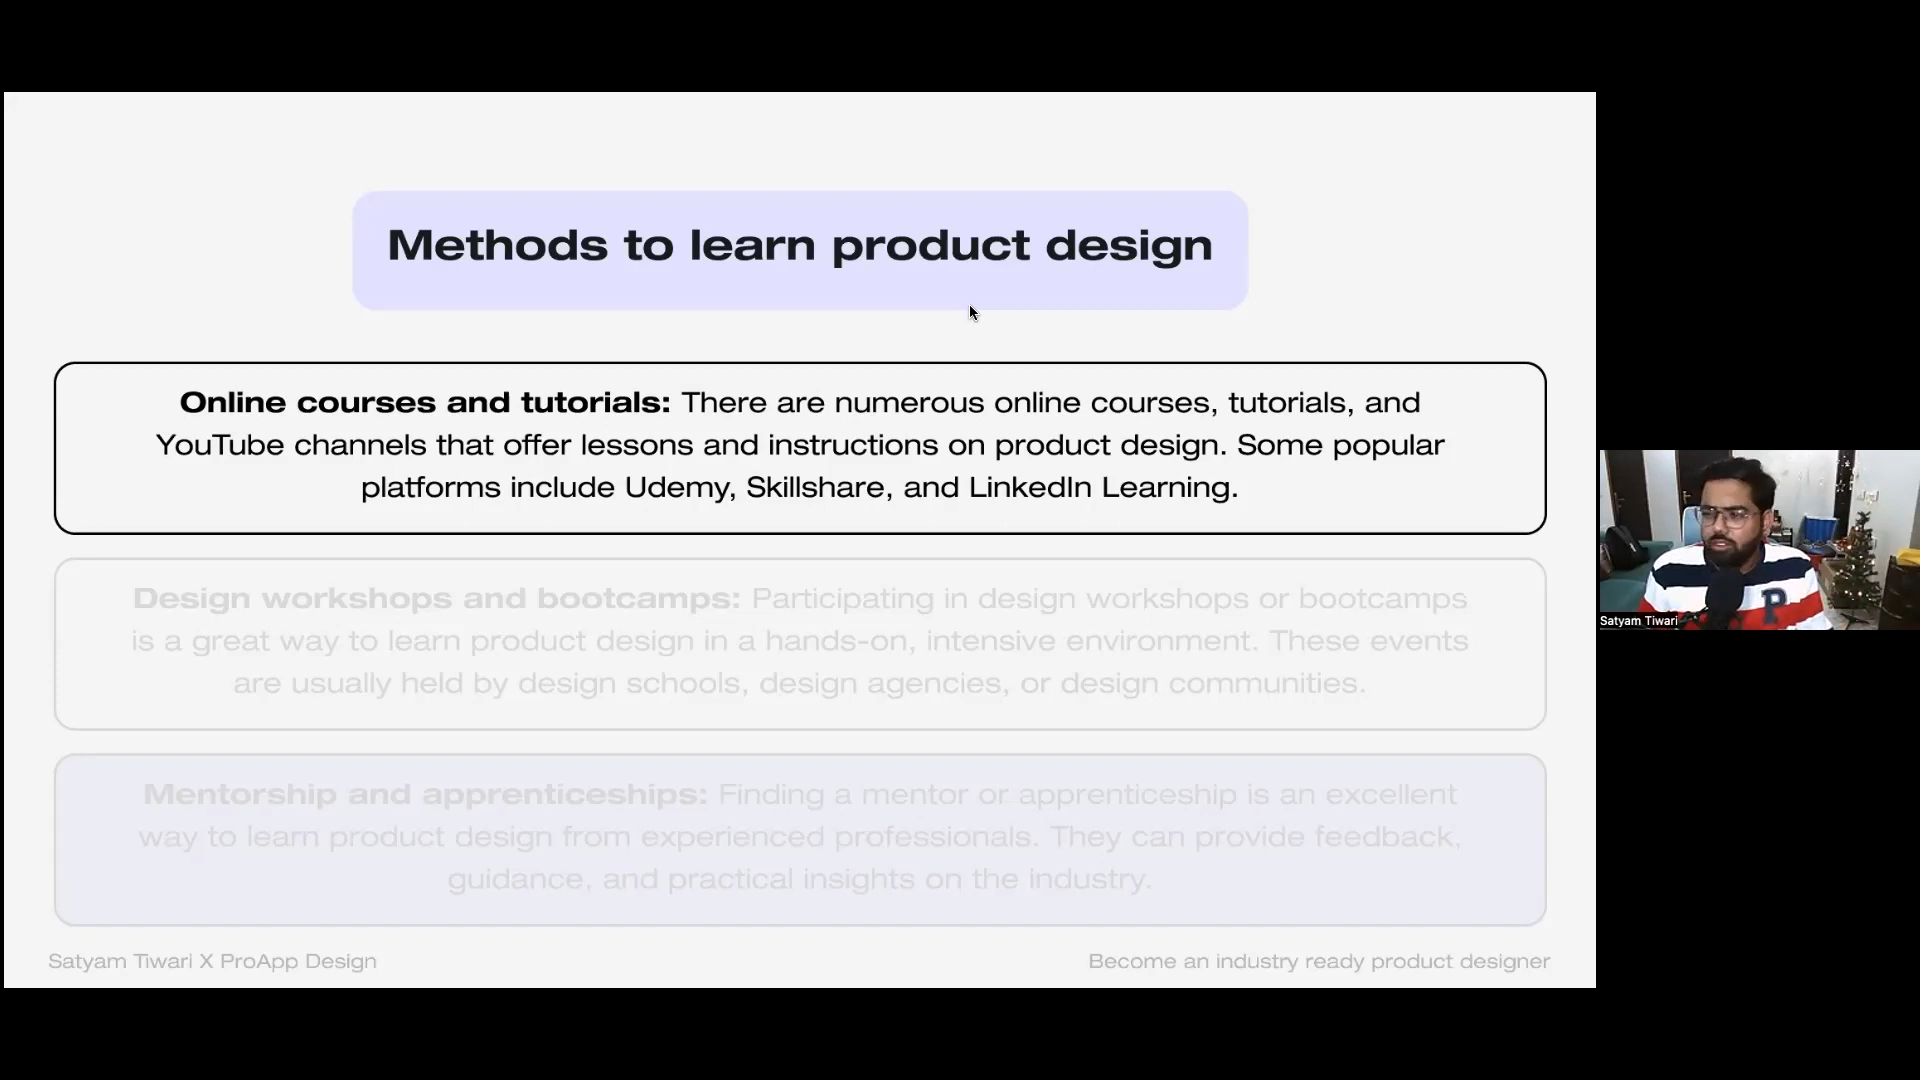 Methods to learn product design
Online courses and tutorials: There are numerous online courses, tutorials, and
YouTube channels that offer lessons and instructions on product design. Some popular
platforms include Udemy, Skillshare, and LinkedIn Learning.
Design workshops and bootcamps: Participating in design workshops or bootcamps
is a great way to learn product design in a hands-on, intensive environment. These events
are usually held by design schools, design agencies, or design communities.
Mentorship and apprenticeships: Finding a mentor or apprenticeship is an excellent
way to learn product design from experienced professionals. They can provide feedback,
guidance, and practical insights on the industry.
Satyam Tiwari X ProApp Design
Become an industry ready product designer
P
Satyam Tiwari